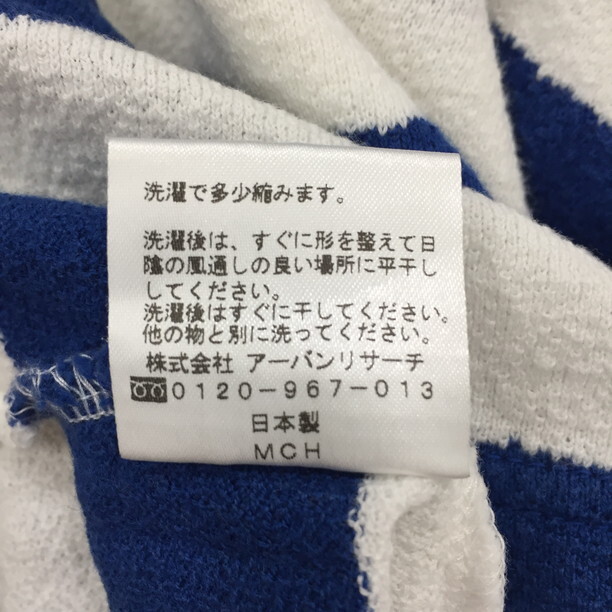 洗濯で多少縮みます。
洗濯後は、すぐに形を整えて日
陰の風通しの良い場所に平干し
してください。
洗濯後はすぐに干してください。
他の物と別に洗ってください。
株式会社 アーバンリサーチ
0120-967-013
日本製
MCH